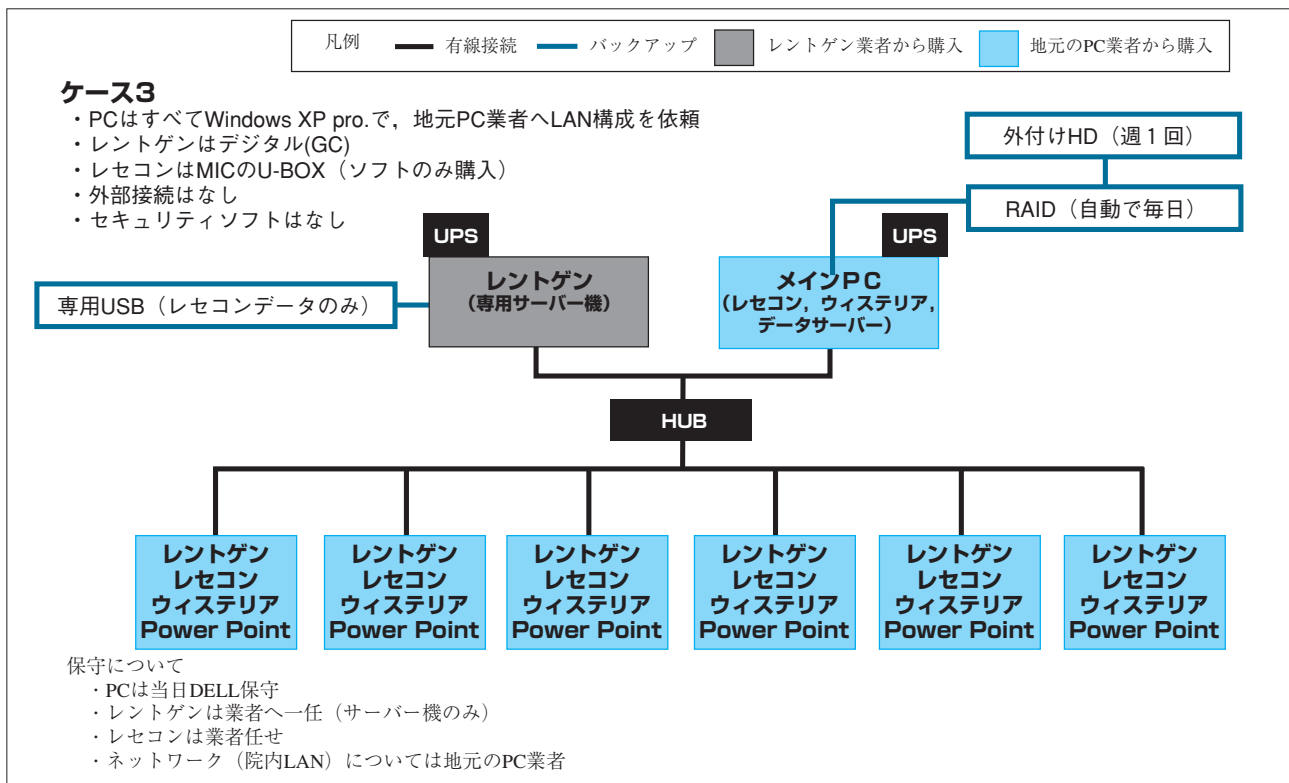 凡例 有線接続 バックアップ レントゲン業者から購入 地元のPC業者から購入
ケース3
・PCはすべてWindows XP pro.で，地元PC業者へLAN構成を依頼
・レントゲンはデジタル(GC)
・レセコンはMICのU-BOX（ソフトのみ購入）
・外部接続はなし
・セキュリティソフトはなし
外付けHD（週１回）
RAID（自動で毎日）
UPS
UPS
専用USB（レセコンデータのみ）
レントゲン
（専用サーバー機）
メインPC
（レセコン，ウィステリア，
データサーバー）
HUB
レントゲン
レセコン
ウィステリア
Power Point
レントゲン
レセコン
ウィステリア
Power Point
レントゲン
レセコン
ウィステリア
Power Point
レントゲン
レセコン
ウィステリア
Power Point
レントゲン
レセコン
ウィステリア
Power Point
レントゲン
レセコン
ウィステリア
Power Point
保守について
・PCは当日DELL保守
・レントゲンは業者へ一任（サーバー機のみ）
・レセコンは業者任せ
・ネットワーク（院内LAN）については地元のPC業者